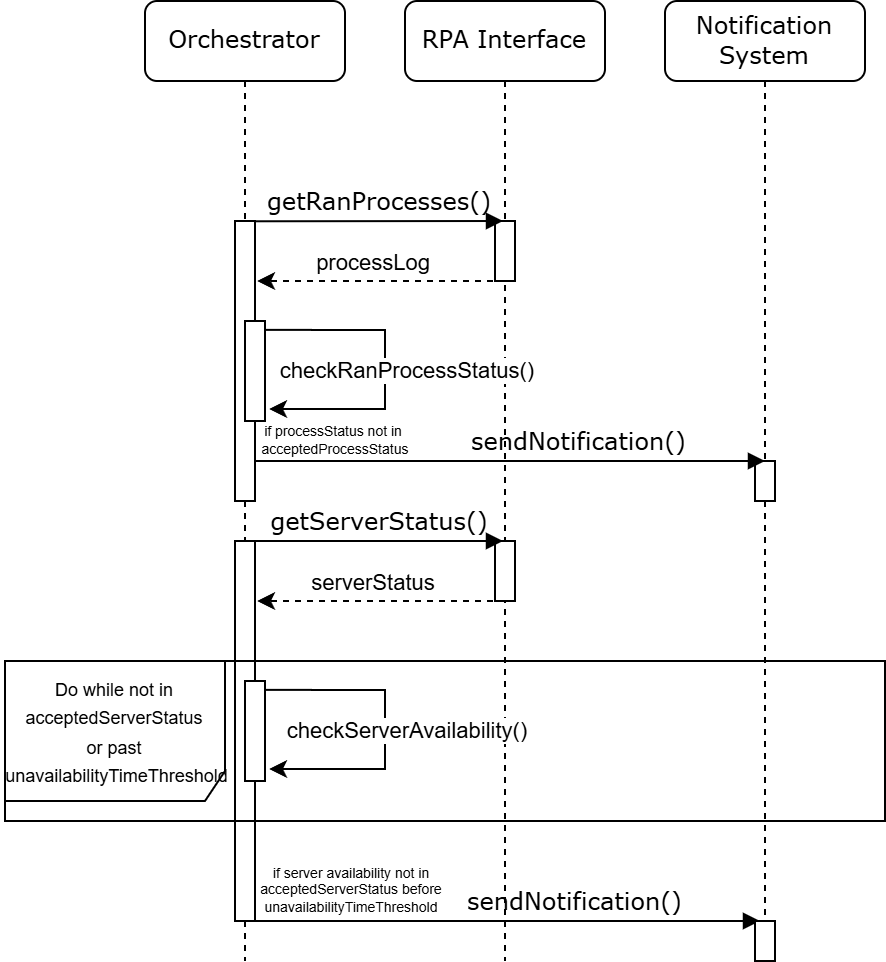 Orchestrator
RPA Interface
Notification
System
getRanProcesses()
processLog
checkRanProcessStatus()
if processStatus not in
acceptedProcessStatus
sendNotification()
getServerStatus()
serverStatus
Do while not in
acceptedServerStatus
or past
unavailabilityTimeThreshold
checkServerAvailability()
if server availability not in
acceptedServerStatus before
unavailabilityTimeThreshold
sendNotification()